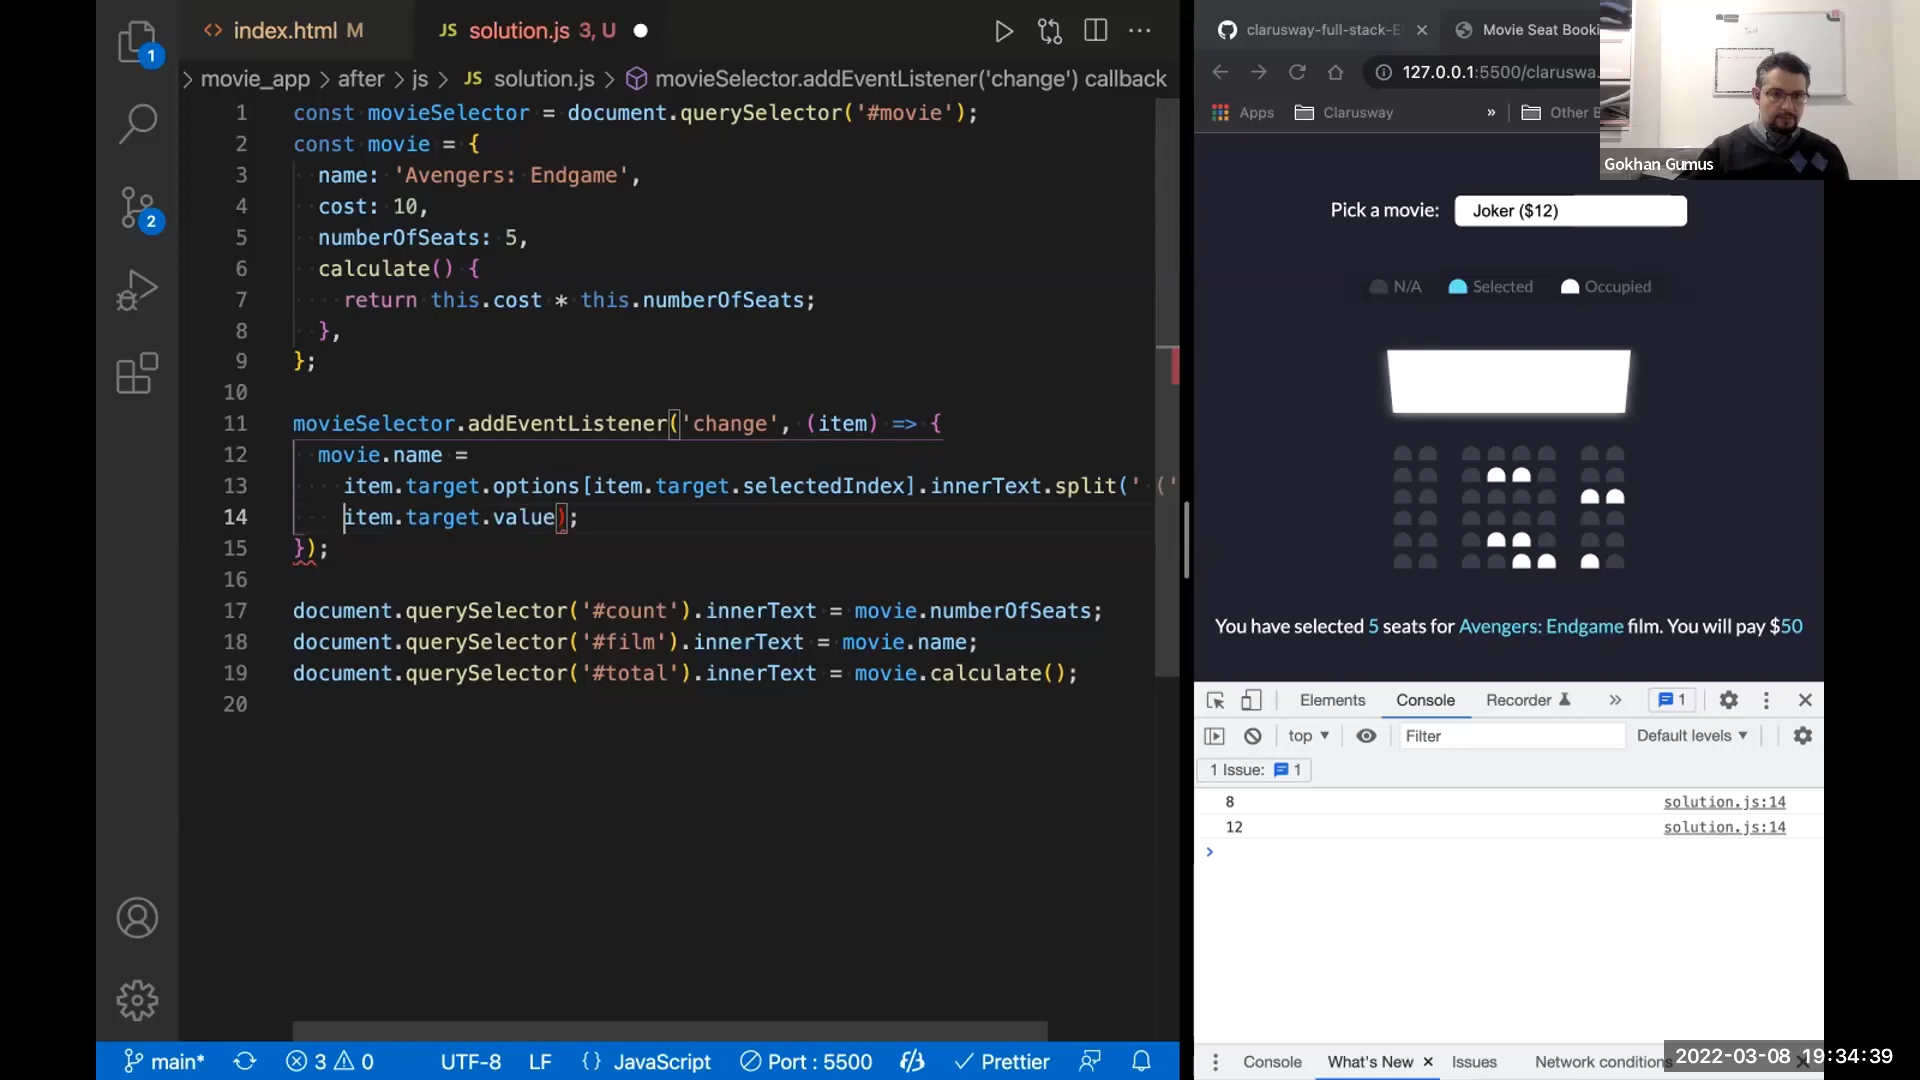 index.html M
JS solution.js 3, U
movie_app > after > js > JS solution.js > movieSelector.addEventListener('change') callback
1 const movieSelector = document.querySelector('#movie');
2 const movie = {
3 name: 'Avengers: Endgame',
4 cost: 10,
5 numberOfSeats: 5,
6 calculate() {
7 return this.cost * this.numberOfSeats;
8 },
9 };
10
11 movieSelector.addEventListener('change', (item) => {
12 movie.name =
13 item.target.options[item.target.selectedIndex].innerText.split(' ('
14 item.target.value);
15 });
16
17 document.querySelector('#count').innerText = movie.numberOfSeats;
18 document.querySelector('#film').innerText = movie.name;
19 document.querySelector('#total').innerText = movie.calculate();
20
1
2
main* 3 0 UTF-8 LF {} JavaScript Port : 5500 Prettier
clarusway-full-stack-E
Movie Seat Booki
127.0.0.1:5500/claruswa
Apps Clarusway » Other B
Gokhan Gumus
Pick a movie: Joker ($12)
N/A Selected Occupied
You have selected 5 seats for Avengers: Endgame film. You will pay $50
Elements Console Recorder » 1
top Filter Default levels
1 Issue: 1
8 solution.js:14
12 solution.js:14
>
Console What's New Issues Network conditions
2022-03-08 19:34:39